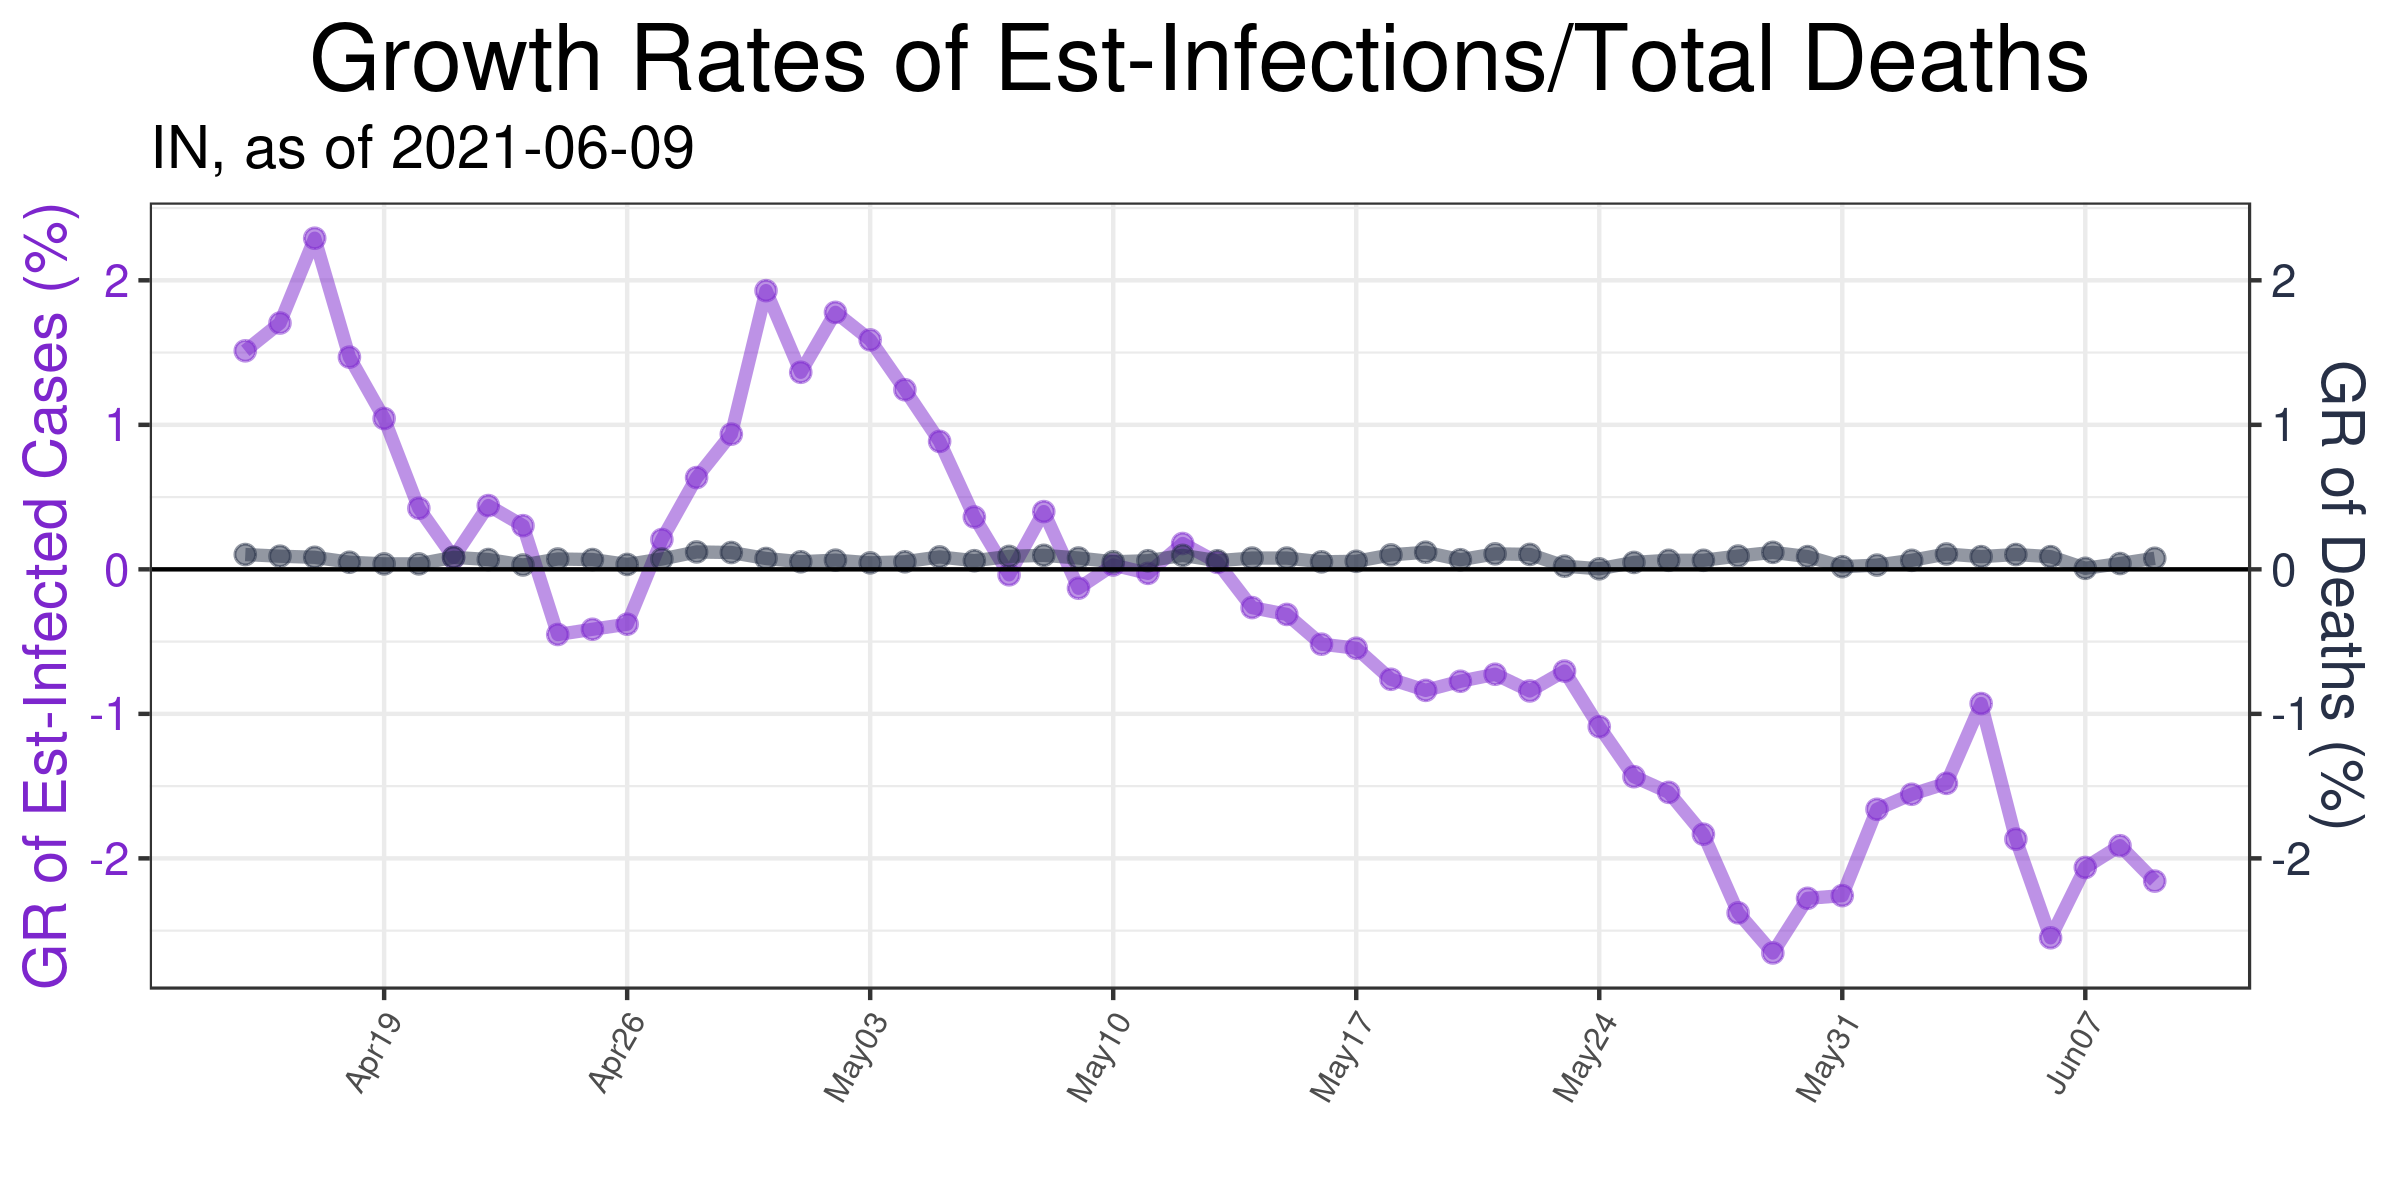 Growth Rates of Est-Infections/Total Deaths
IN, as of 2021-06-09
GR of Est-Infected Cases (%)
2
1
0
-1
-2
2
1
0
-1
-2
GR of Deaths (%)
Apr19
Apr26
May03
May10
May17
May24
May31
Jun07